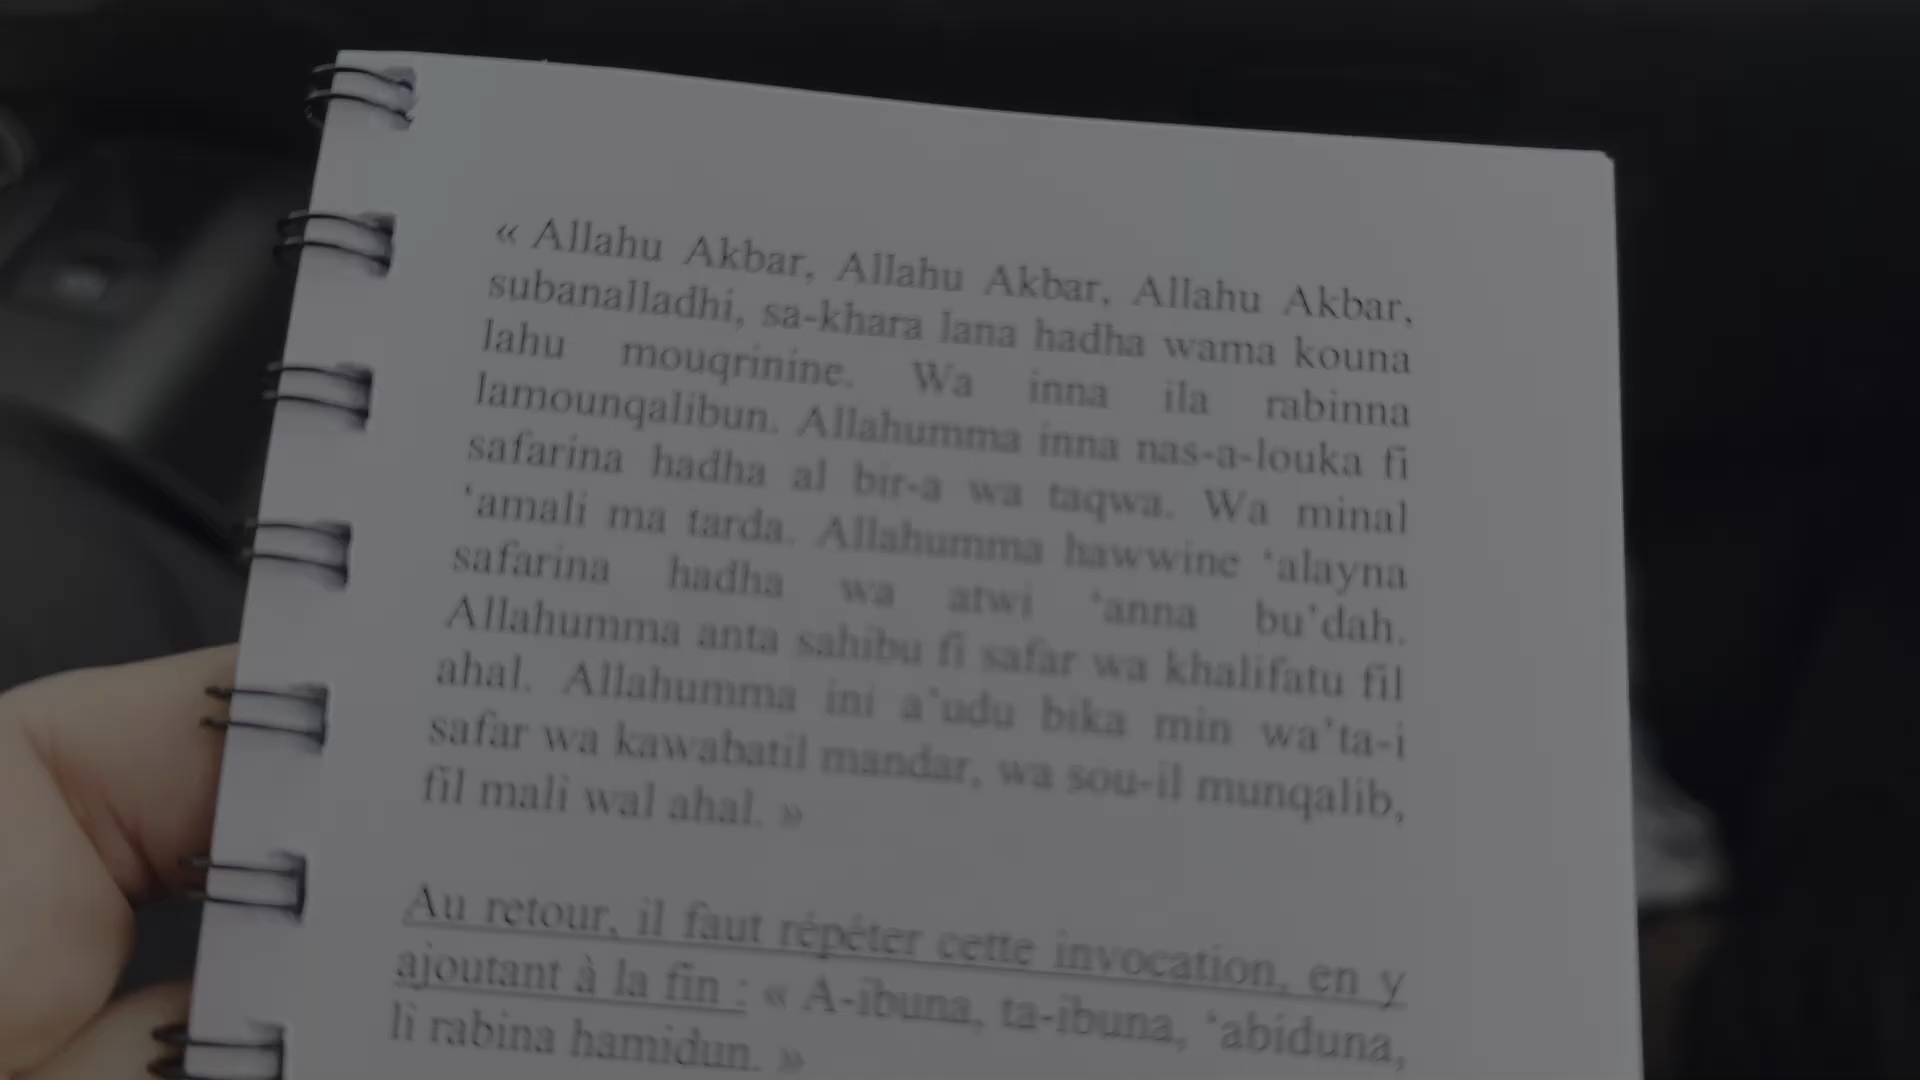 « Allahu Akbar, Allahu Akbar, Allahu Akbar,
subanalladhi, sa-khara lana hadha wama kouna
lahu mouqrinine. Wa inna ila rabinna
lamounqalibun. Allahumma inna nas-a-louka fi
safarina hadha al bir-a wa taqwa. Wa minal
‘amali ma tarda. Allahumma hawwine ‘alayna
safarina hadha wa atwi ‘anna bu’dah.
Allahumma anta sahibu fi safar wa khalifatu fil
ahal. Allahumma ini a’udu bika min wa’ta-i
safar wa kawabatil mandar, wa sou-il munqalib,
fil mali wal ahal. »
Au retour, il faut répéter cette invocation, en y
ajoutant à la fin : « A-ibuna, ta-ibuna, ‘abiduna,
li rabina hamidun. »